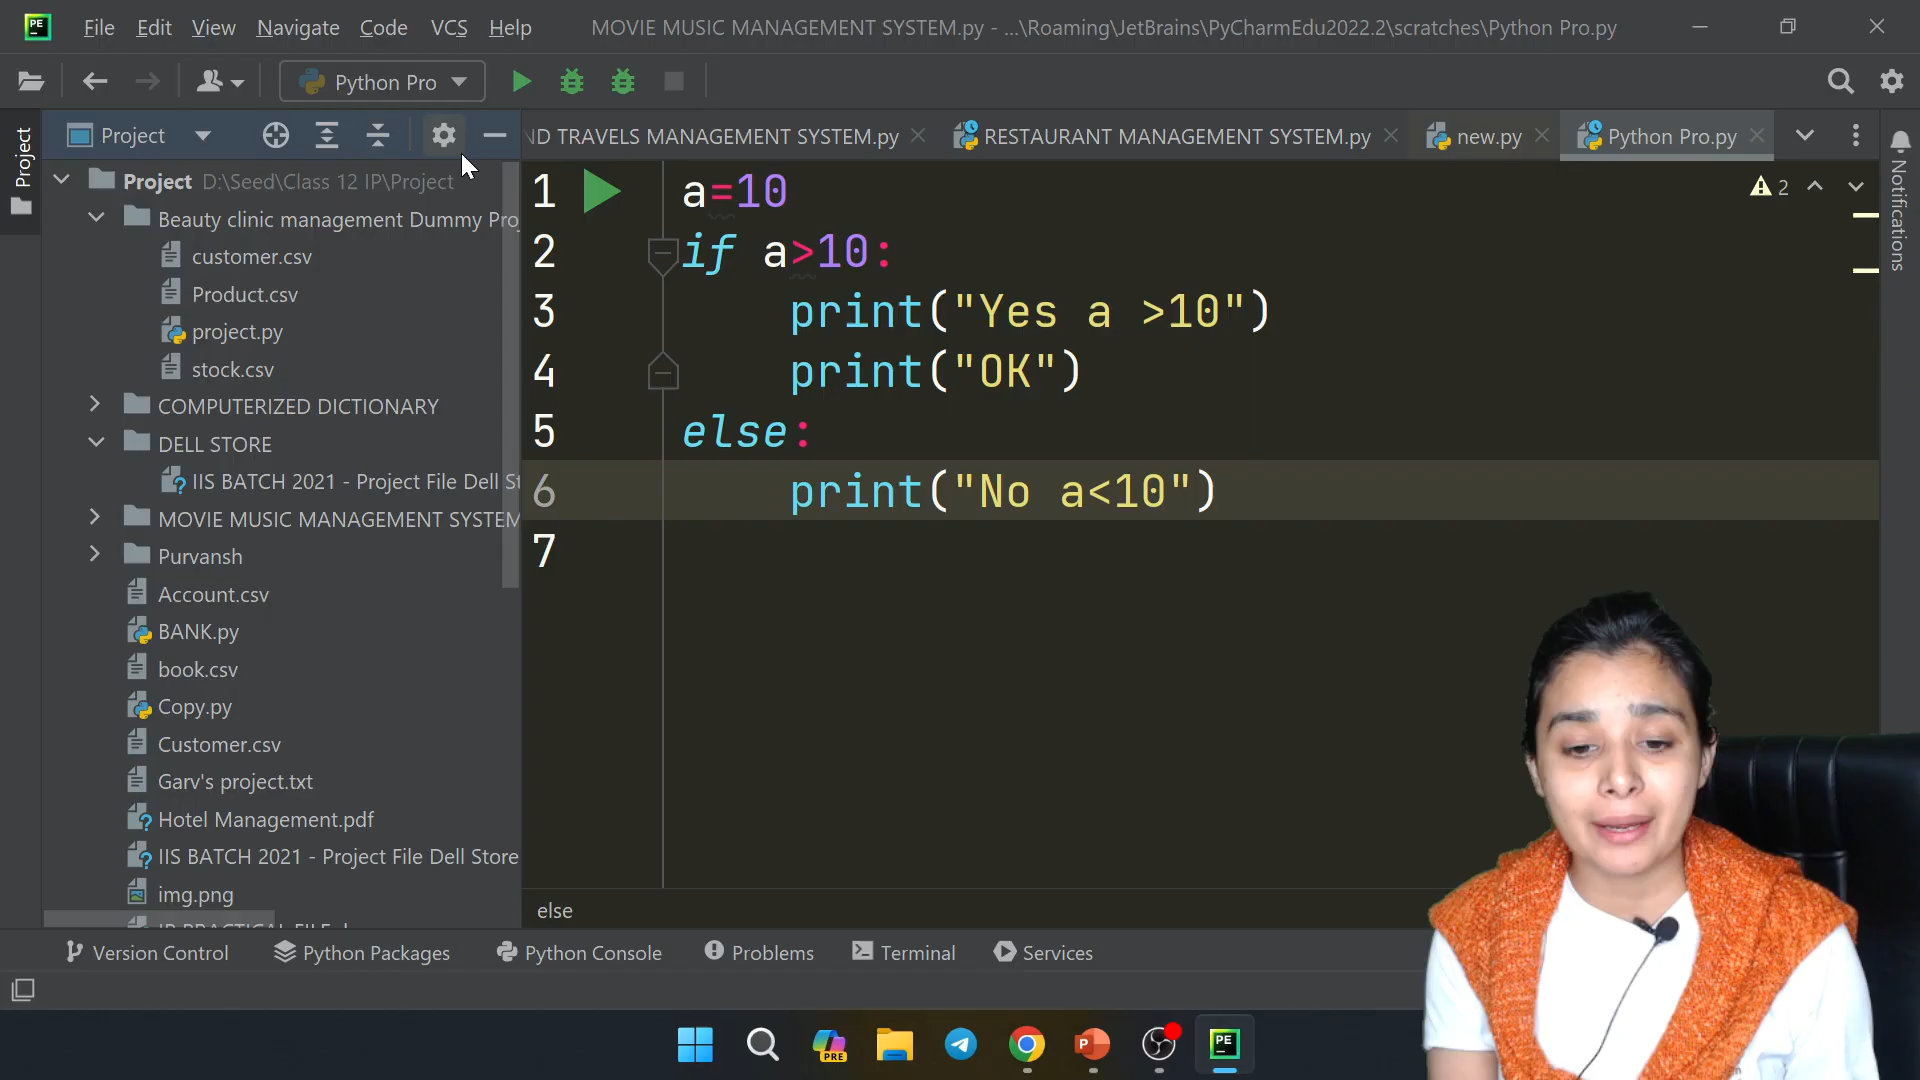 File Edit View Navigate Code VCS Help MOVIE MUSIC MANAGEMENT SYSTEM.py - ...\Roaming\JetBrains\PyCharmEdu2022.2\scratches\Python Pro.py
Python Pro
Project
ND TRAVELS MANAGEMENT SYSTEM.py RESTAURANT MANAGEMENT SYSTEM.py new.py Python Pro.py
Project
Notifications
Project D:\Seed\Class 12 IP\Project
Beauty clinic management Dummy Pro
customer.csv
Product.csv
project.py
stock.csv
COMPUTERIZED DICTIONARY
DELL STORE
IIS BATCH 2021 - Project File Dell St
MOVIE MUSIC MANAGEMENT SYSTEM
Purvansh
Account.csv
BANK.py
book.csv
Copy.py
Customer.csv
Garv's project.txt
Hotel Management.pdf
IIS BATCH 2021 - Project File Dell Store
img.png
2
1 a=10
2 if a>10:
3 print("Yes a >10")
4 print("OK")
5 else:
6 print("No a<10")
7
else
Version Control Python Packages Python Console Problems Terminal Services
PRE
PE